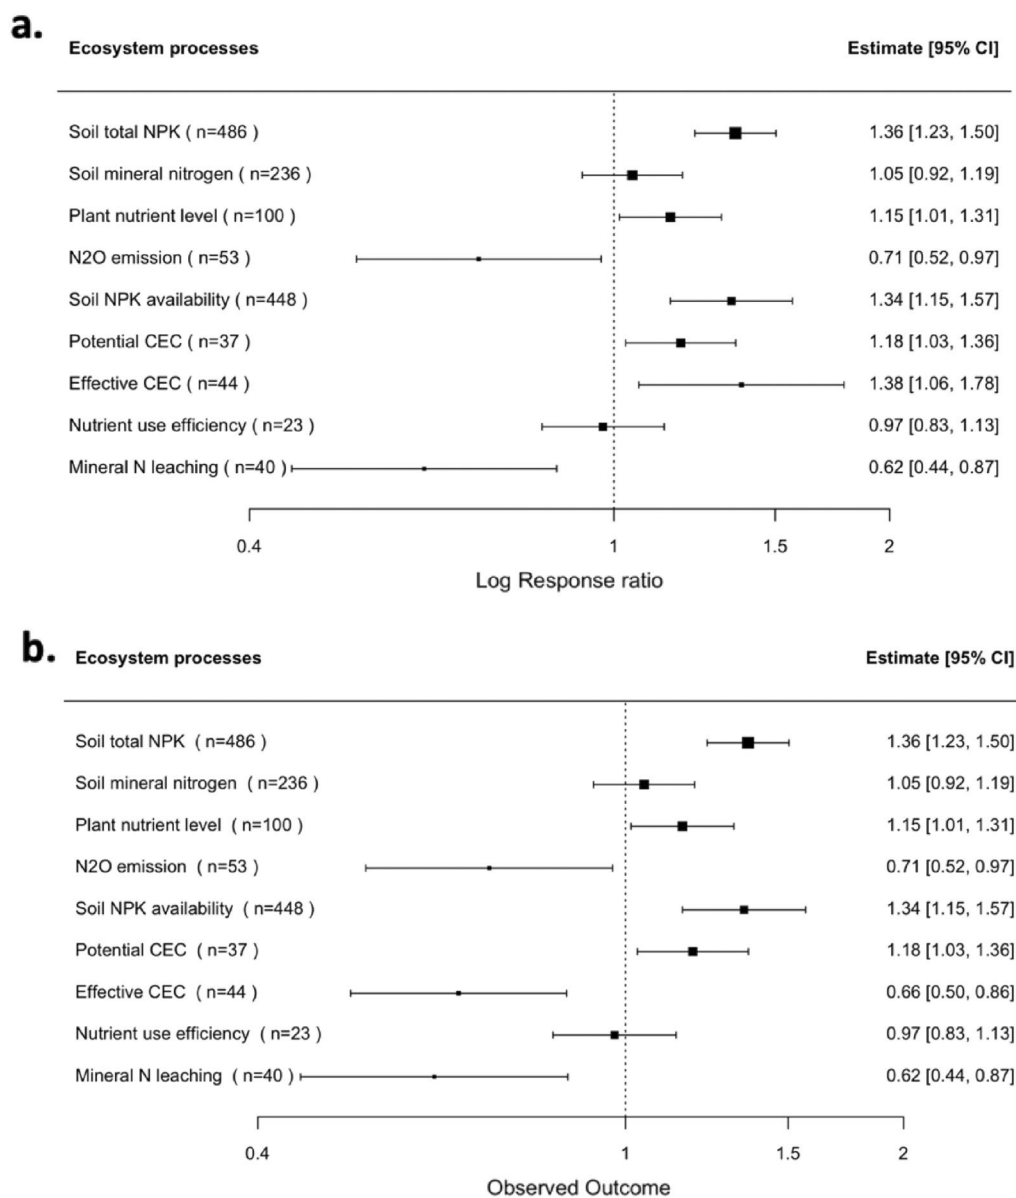 a.
Ecosystem processes Estimate [95% CI]
Soil total NPK ( n=486 ) 1.36 [1.23, 1.50]
Soil mineral nitrogen ( n=236 ) 1.05 [0.92, 1.19]
Plant nutrient level ( n=100 ) 1.15 [1.01, 1.31]
N2O emission ( n=53 ) 0.71 [0.52, 0.97]
Soil NPK availability ( n=448 ) 1.34 [1.15, 1.57]
Potential CEC ( n=37 ) 1.18 [1.03, 1.36]
Effective CEC ( n=44 ) 1.38 [1.06, 1.78]
Nutrient use efficiency ( n=23 ) 0.97 [0.83, 1.13]
Mineral N leaching ( n=40 ) 0.62 [0.44, 0.87]
0.4 1 1.5 2
Log Response ratio
b.
Ecosystem processes Estimate [95% CI]
Soil total NPK ( n=486 ) 1.36 [1.23, 1.50]
Soil mineral nitrogen ( n=236 ) 1.05 [0.92, 1.19]
Plant nutrient level ( n=100 ) 1.15 [1.01, 1.31]
N2O emission ( n=53 ) 0.71 [0.52, 0.97]
Soil NPK availability ( n=448 ) 1.34 [1.15, 1.57]
Potential CEC ( n=37 ) 1.18 [1.03, 1.36]
Effective CEC ( n=44 ) 0.66 [0.50, 0.86]
Nutrient use efficiency ( n=23 ) 0.97 [0.83, 1.13]
Mineral N leaching ( n=40 ) 0.62 [0.44, 0.87]
0.4 1 1.5 2
Observed Outcome